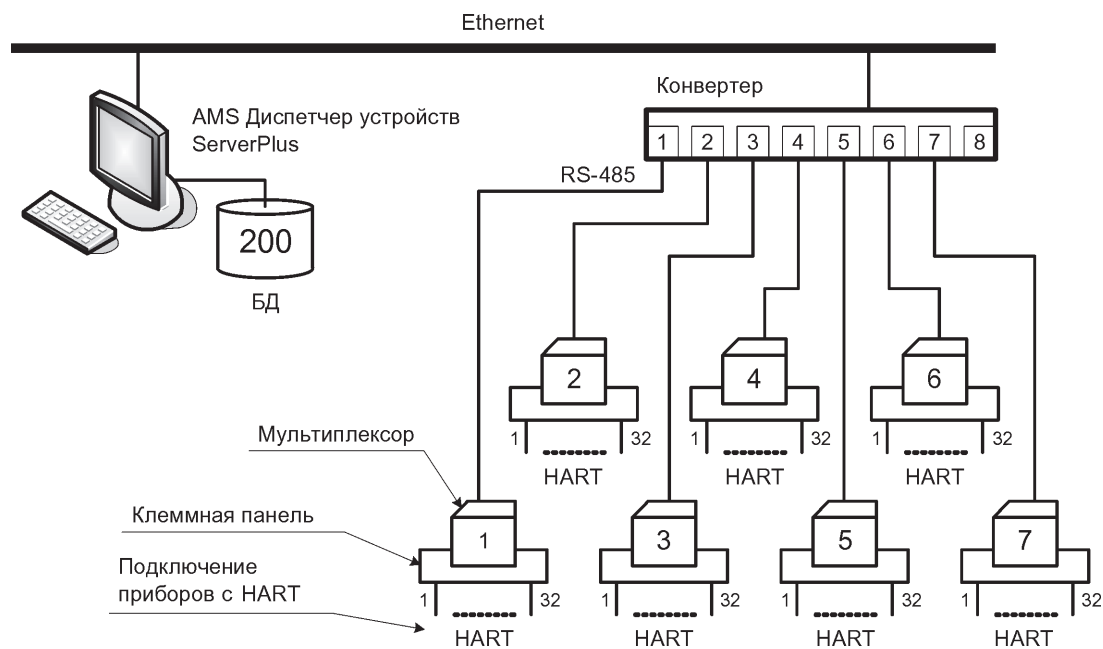 Ethernet
Конвертер
AMS Диспетчер устройств
ServerPlus
1 2 3 4 5 6 7 8
RS-485
200
БД
2
4
6
1 32
1 32
1 32
HART
HART
HART
Мультиплексор
Клеммная панель
1
3
5
7
Подключение
приборов с HART
1 32
1 32
1 32
1 32
HART
HART
HART
HART